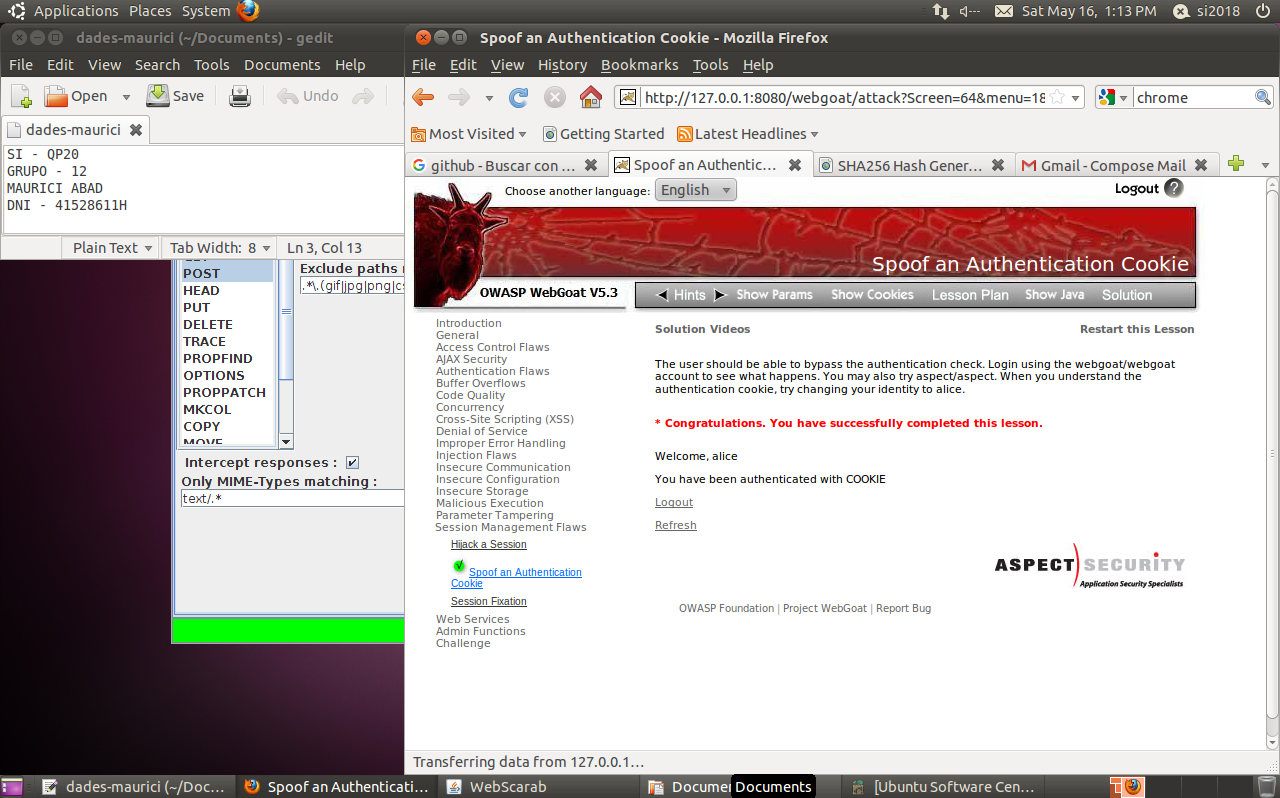 Applications Places System
Sat May 16, 1:13 PM
si2018
dades-maurici (~/Documents) - gedit
File Edit View Search Tools Documents Help
Open Save Undo
dades-maurici
SI - QP20
GRUPO - 12
MAURICI ABAD
DNI - 41528611H
Plain Text Tab Width: 8 Ln 3, Col 13
POST
HEAD
PUT
DELETE
TRACE
PROPFIND
OPTIONS
PROPPATCH
MKCOL
COPY
MOVE
Exclude paths
.*\.(gif|jpg|png|cs
Intercept responses :
Only MIME-Types matching :
text/.*
Spoof an Authentication Cookie - Mozilla Firefox
File Edit View History Bookmarks Tools Help
http://127.0.0.1:8080/webgoat/attack?Screen=64&menu=18
chrome
Most Visited Getting Started Latest Headlines
github - Buscar con ...
Spoof an Authentic...
SHA256 Hash Gener...
Gmail - Compose Mail
Choose another language: English
Logout ?
Spoof an Authentication Cookie
OWASP WebGoat V5.3
Hints Show Params Show Cookies Lesson Plan Show Java Solution
Introduction
General
Access Control Flaws
AJAX Security
Authentication Flaws
Buffer Overflows
Code Quality
Concurrency
Cross-Site Scripting (XSS)
Denial of Service
Improper Error Handling
Injection Flaws
Insecure Communication
Insecure Configuration
Insecure Storage
Malicious Execution
Parameter Tampering
Session Management Flaws
Hijack a Session
Spoof an Authentication
Cookie
Session Fixation
Web Services
Admin Functions
Challenge
Solution Videos
Restart this Lesson
The user should be able to bypass the authentication check. Login using the webgoat/webgoat
account to see what happens. You may also try aspect/aspect. When you understand the
authentication cookie, try changing your identity to alice.
* Congratulations. You have successfully completed this lesson.
Welcome, alice
You have been authenticated with COOKIE
Logout
Refresh
ASPECT SECURITY
Application Security Specialists
OWASP Foundation | Project WebGoat | Report Bug
Transferring data from 127.0.0.1...
dades-maurici (~/Doc...
Spoof an Authenticati...
WebScarab
Documents
[Ubuntu Software Cen...